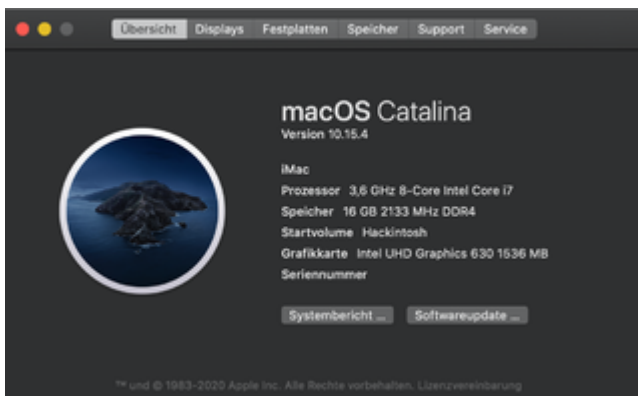 Übersicht Displays Festplatten Speicher Support Service
macOS Catalina
Version 10.15.4
iMac
Prozessor 3,6 GHz 8-Core Intel Core i7
Speicher 16 GB 2133 MHz DDR4
Startvolume Hackintosh
Grafikkarte Intel UHD Graphics 630 1536 MB
Seriennummer
Systembericht ... Softwareupdate ...
™ und © 1983-2020 Apple Inc. Alle Rechte vorbehalten. Lizenzvereinbarung